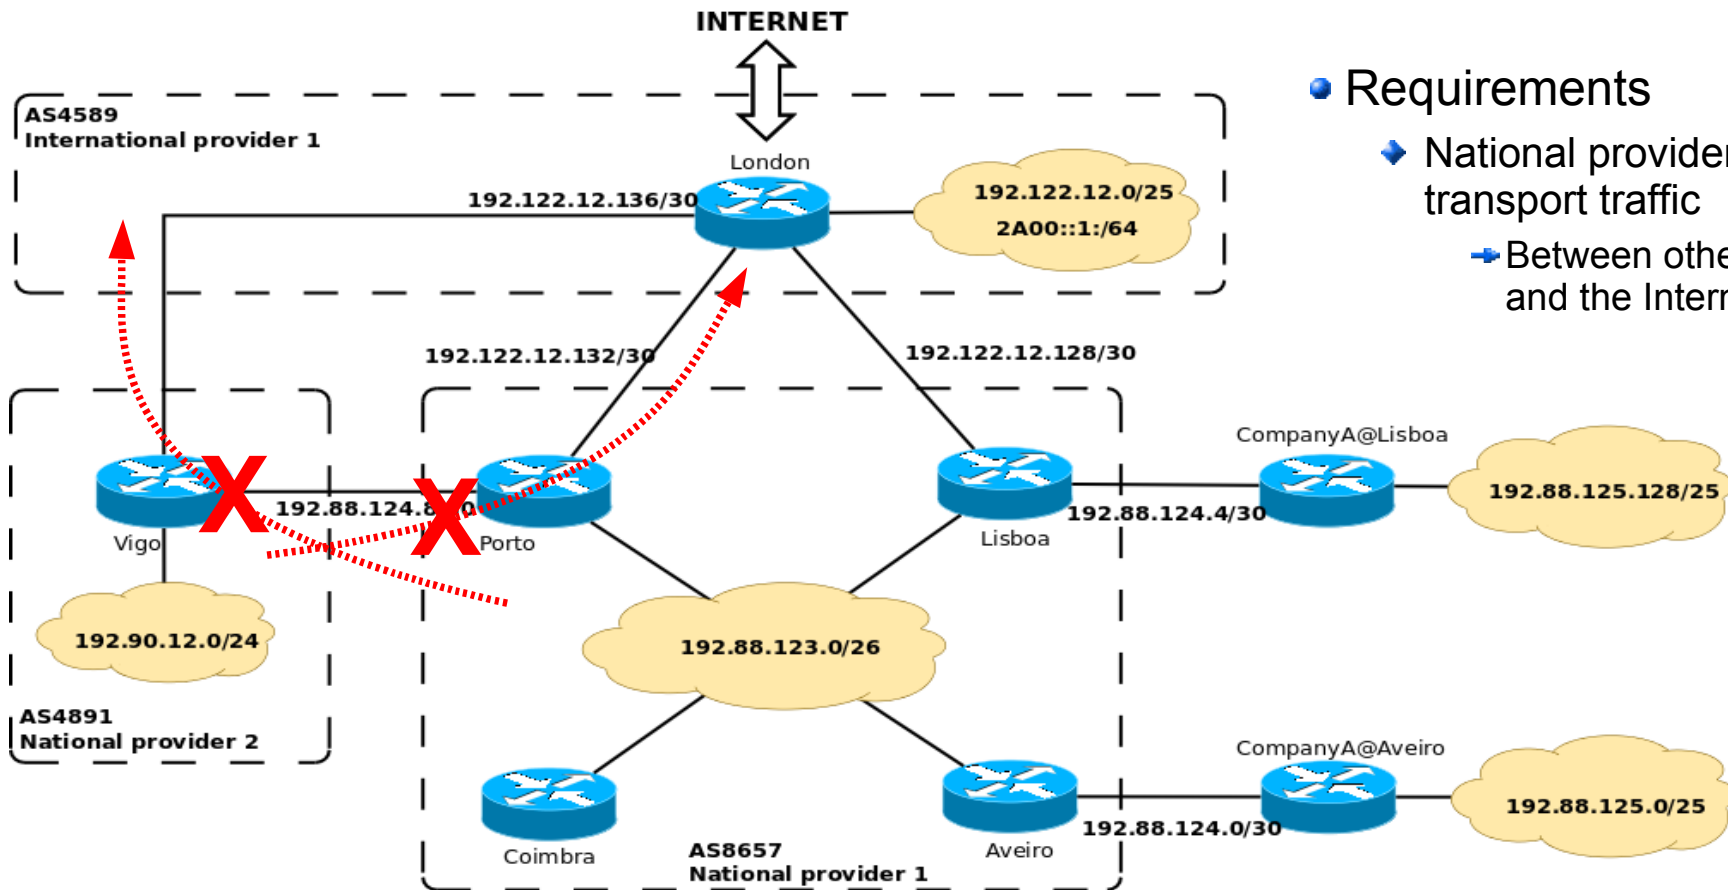 INTERNET
AS4589
International provider 1
London
192.122.12.136/30
192.122.12.0/25
2A00::1:/64
Requirements
National provider
transport traffic
Between othe
and the Intern
192.122.12.132/30
192.122.12.128/30
CompanyA@Lisboa
192.88.125.128/25
X
X
192.88.124.4/30
Vigo
Porto
Lisboa
192.90.12.0/24
192.88.123.0/26
AS4891
National provider 2
CompanyA@Aveiro
192.88.125.0/25
192.88.124.0/30
Coimbra
AS8657
National provider 1
Aveiro